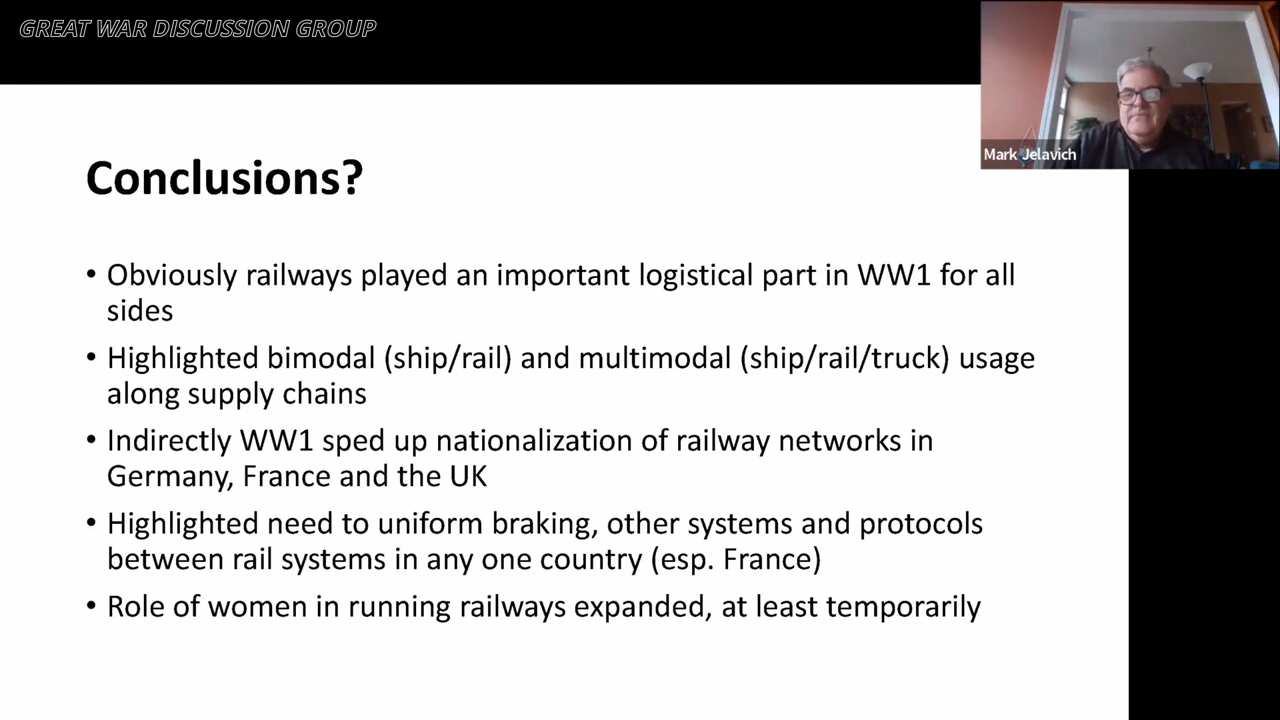 GREAT WAR DISCUSSION GROUP
Mark Jelavich
Conclusions?
• Obviously railways played an important logistical part in WW1 for all
sides
• Highlighted bimodal (ship/rail) and multimodal (ship/rail/truck) usage
along supply chains
• Indirectly WW1 sped up nationalization of railway networks in
Germany, France and the UK
• Highlighted need to uniform braking, other systems and protocols
between rail systems in any one country (esp. France)
• Role of women in running railways expanded, at least temporarily